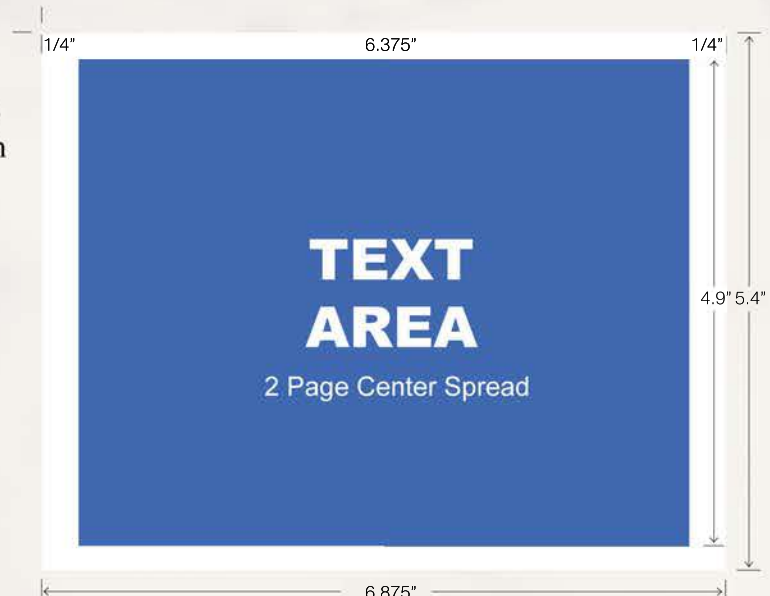 1/4" 6.375" 1/4"
n
TEXT
AREA
4.9" 5.4"
2 Page Center Spread
6.875"